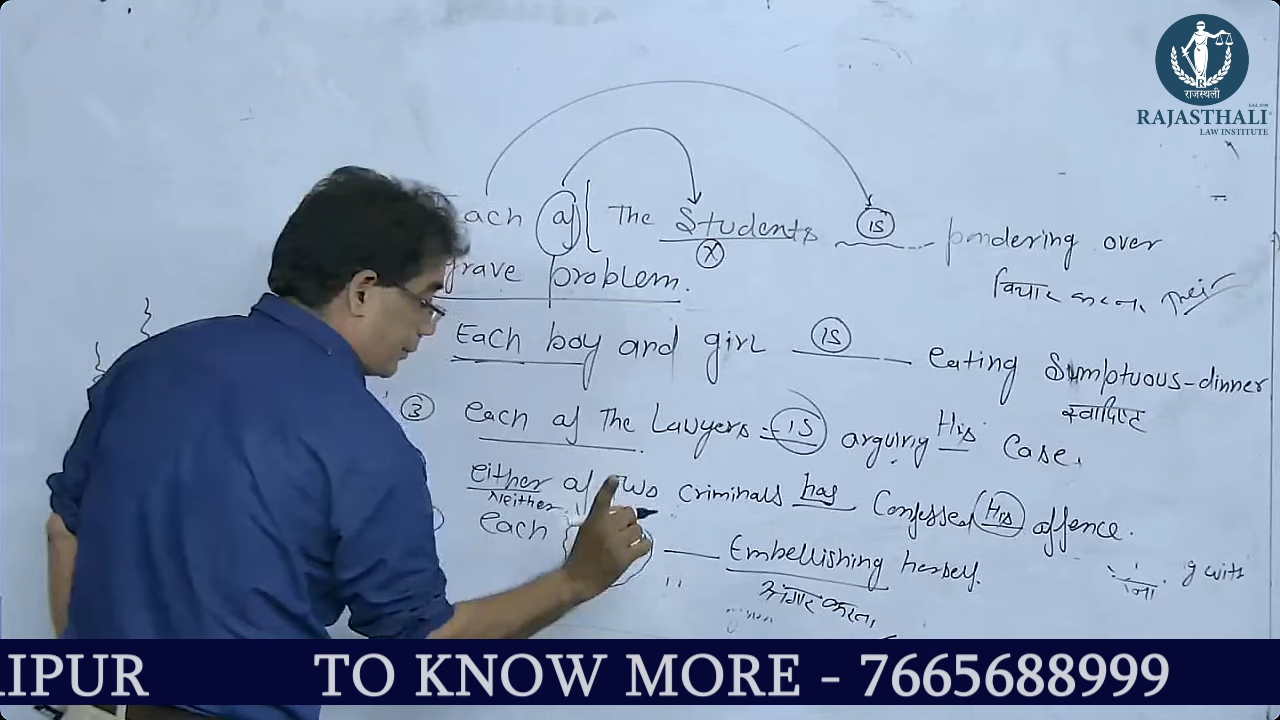 राजस्थली
RAJASTHALI
LAW INSTITUTE
Each of The Students is pondering over
X
grave problem.
विचार करना their
Each boy and girl is eating Sumptuous-dinner
स्वादिष्ट
3 each of The Lawyers is arguing His Case.
either of Two criminals has Confessed His offence.
Neither
each Embellishing herself.
श्रंगार करना
IPUR TO KNOW MORE - 7665688999